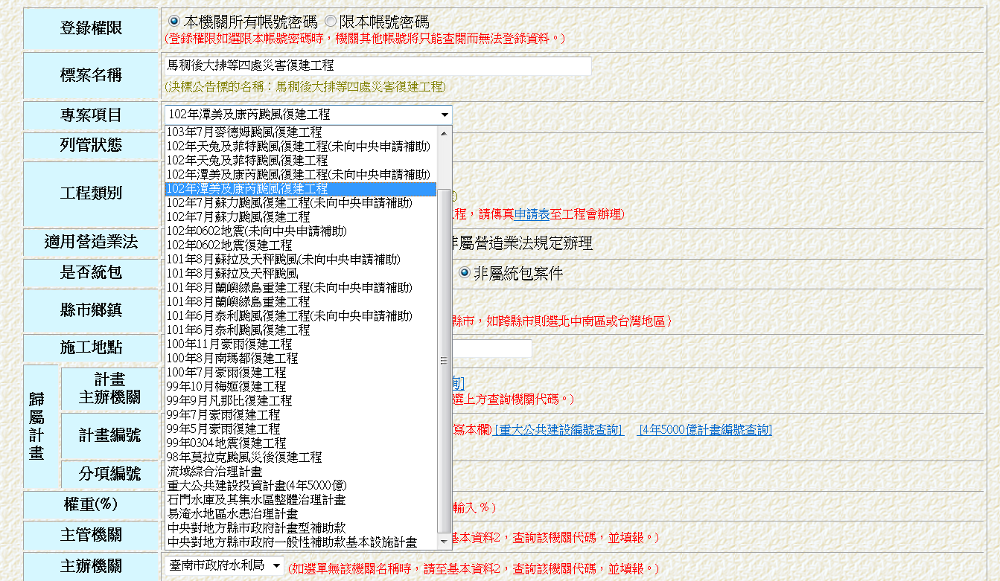 登錄權限
本機關所有帳號密碼 限本帳號密碼
(登錄權限如選限本帳號密碼時，機關其他帳號將只能查閱而無法登錄資料。)
標案名稱
馬稠後大排等四處災害復建工程
(決標公告標的名稱：馬稠後大排等四處災害復建工程)
專案項目
102年潭美及康芮颱風復建工程
103年7月麥德姆颱風復建工程
102年天兔及菲特颱風復建工程(未向中央申請補助)
102年天兔及菲特颱風復建工程
102年潭美及康芮颱風復建工程(未向中央申請補助)
102年潭美及康芮颱風復建工程
102年7月蘇力颱風復建工程(未向中央申請補助)
102年7月蘇力颱風復建工程
102年0602地震(未向中央申請補助)
102年0602地震復建工程
101年8月蘇拉及天秤颱風(未向中央申請補助)
101年8月蘇拉及天秤颱風
101年8月蘭嶼綠島重建工程(未向中央申請補助)
101年8月蘭嶼綠島重建工程
101年6月泰利颱風復建工程(未向中央申請補助)
101年6月泰利颱風復建工程
100年11月豪雨復建工程
100年8月南瑪都復建工程
100年7月豪雨復建工程
99年10月梅姬復建工程
99年9月凡那比復建工程
99年7月豪雨復建工程
99年5月豪雨復建工程
99年0304地震復建工程
98年莫拉克颱風災後復建工程
流域綜合治理計畫
重大公共建設投資計畫(4年5000億)
石門水庫及其集水區整體治理計畫
易淹水地區水患治理計畫
中央對地方縣市政府計畫型補助款
中央對地方縣市政府一般性補助款基本設施計畫
列管狀態
工程類別
程，請傳真申請表至工程會辦理)
適用營造業法
非屬營造業法規定辦理
是否統包
非屬統包案件
縣市鄉鎮
縣市，如跨縣市則選北中南區或台灣地區)
施工地點
歸屬計畫
計畫
主辦機關
詢]
選上方查詢機關代碼。)
計畫編號
寫本欄) [重大公共建設編號查詢] [4年5000億計畫編號查詢]
分項編號
權重(%)
輸入%)
主管機關
基本資料2，查詢該機關代碼，並填報。)
主辦機關
臺南市政府水利局
(如選單無該機關名稱時，請至基本資料2，查詢該機關代碼，並填報。)